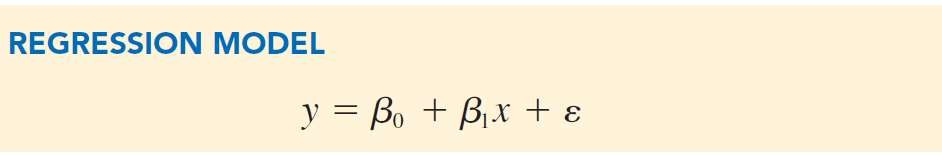 REGRESSION MODEL
y = β₀ + β₁x + ε